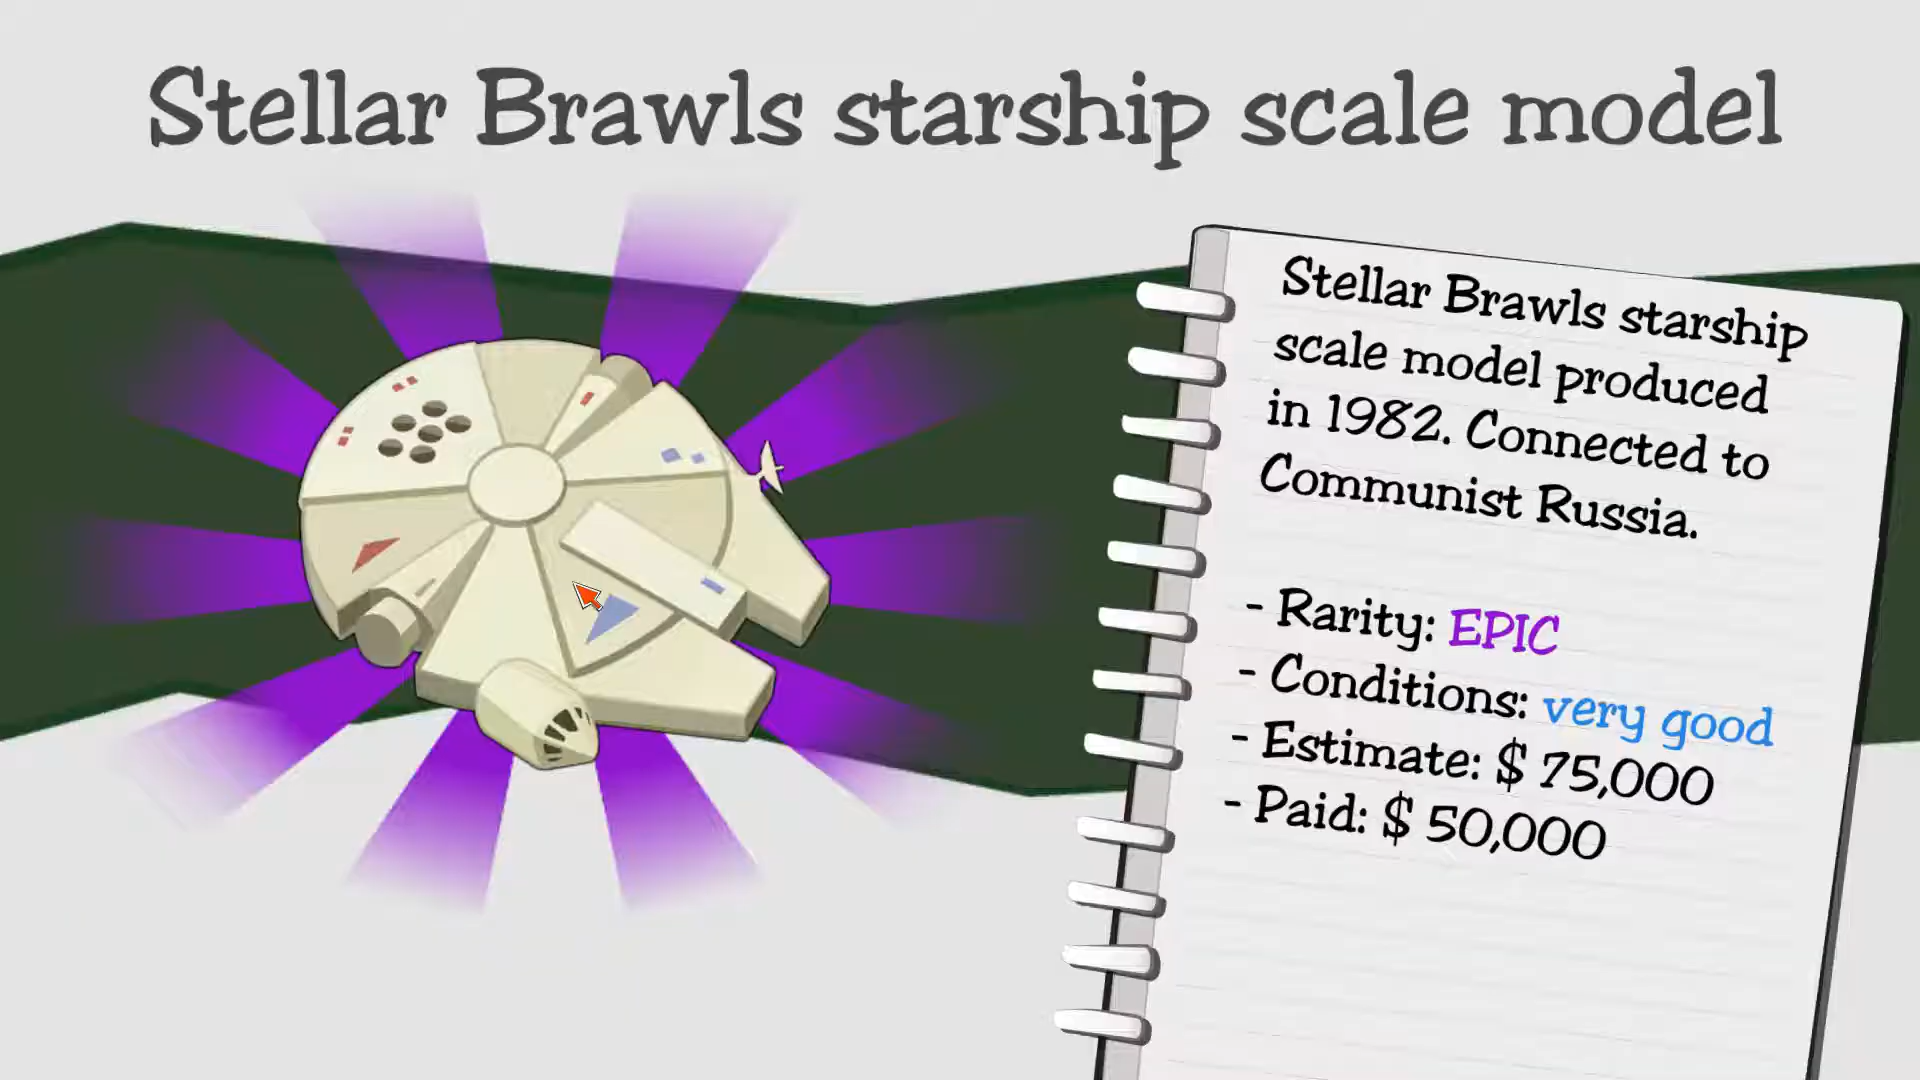 Stellar Brawls starship scale model
Stellar Brawls starship
scale model produced
in 1982. Connected to
Communist Russia.
- Rarity: EPIC
- Conditions: very good
- Estimate: $ 75,000
- Paid: $ 50,000